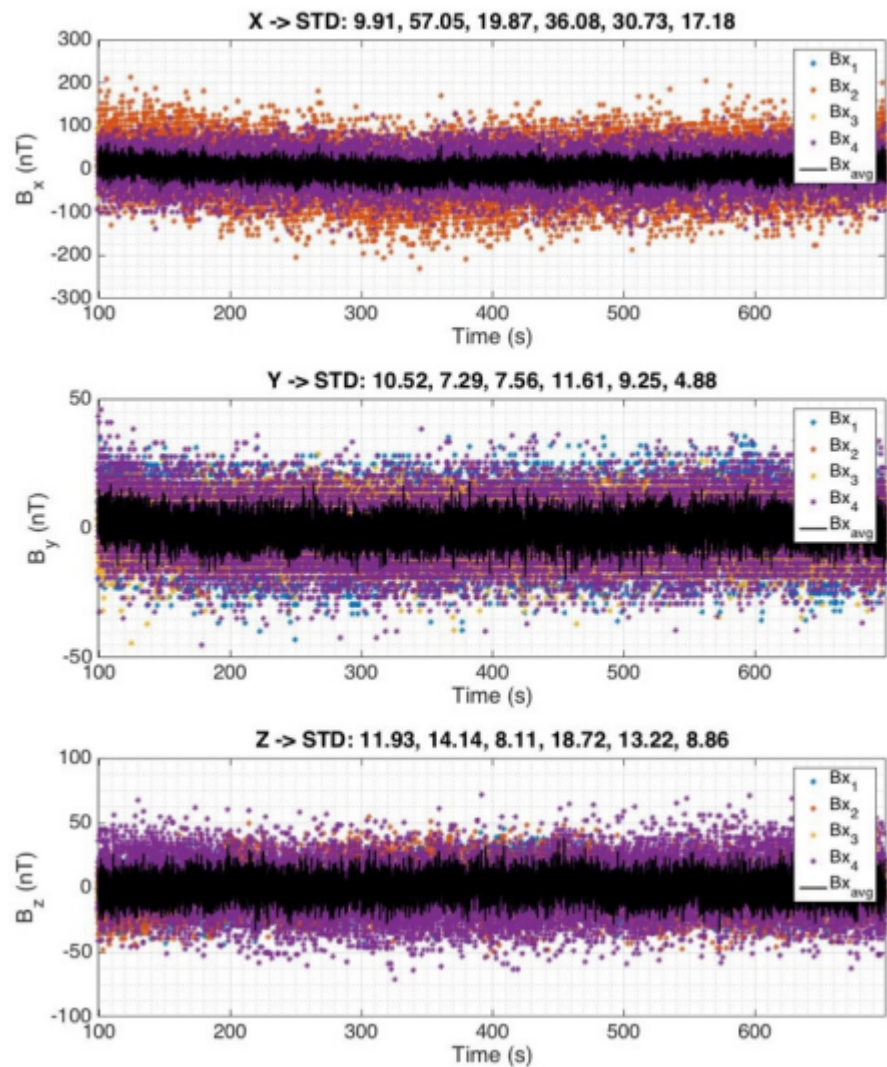 X -> STD: 9.91, 57.05, 19.87, 36.08, 30.73, 17.18
300
200
100
0
-100
-200
-300
B_x (nT)
100 200 300 400 500 600
Time (s)
Bx_1
Bx_2
Bx_3
Bx_4
Bx_avg
Y -> STD: 10.52, 7.29, 7.56, 11.61, 9.25, 4.88
50
0
-50
B_y (nT)
100 200 300 400 500 600
Time (s)
Bx_1
Bx_2
Bx_3
Bx_4
Bx_avg
Z -> STD: 11.93, 14.14, 8.11, 18.72, 13.22, 8.86
100
50
0
-50
-100
B_z (nT)
100 200 300 400 500 600
Time (s)
Bx_1
Bx_2
Bx_3
Bx_4
Bx_avg